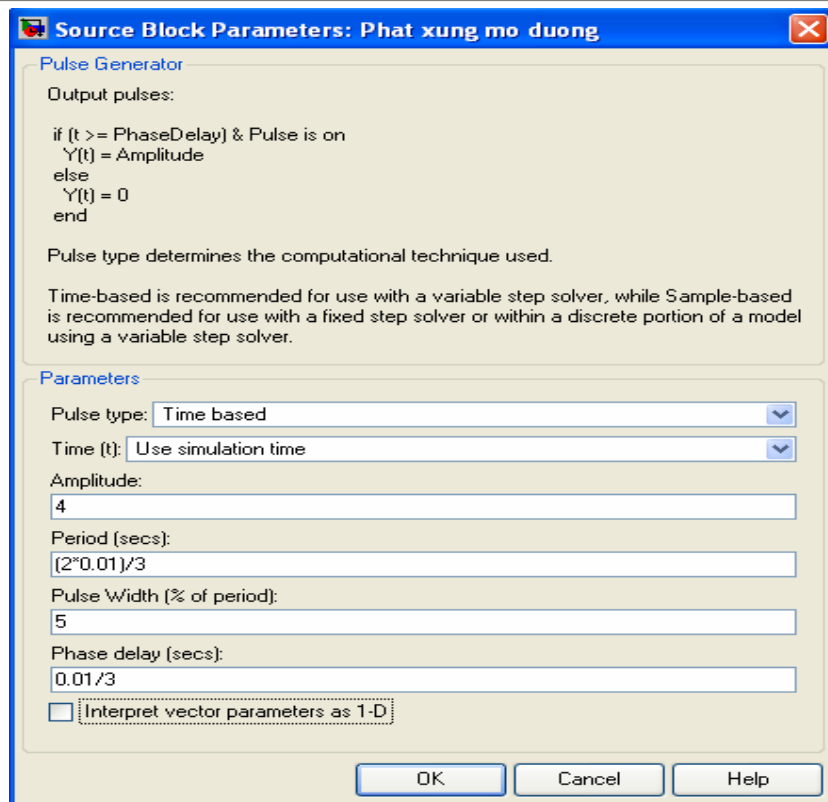 Source Block Parameters: Phat xung mo duong
Pulse Generator
Output pulses:
if (t >= PhaseDelay) & Pulse is on
Y(t) = Amplitude
else
Y(t) = 0
end
Pulse type determines the computational technique used.
Time-based is recommended for use with a variable step solver, while Sample-based
is recommended for use with a fixed step solver or within a discrete portion of a model
using a variable step solver.
Parameters
Pulse type: Time based
Time (t): Use simulation time
Amplitude:
4
Period (secs):
(2*0.01)/3
Pulse Width (% of period):
5
Phase delay (secs):
0.01/3
Interpret vector parameters as 1-D
OK Cancel Help